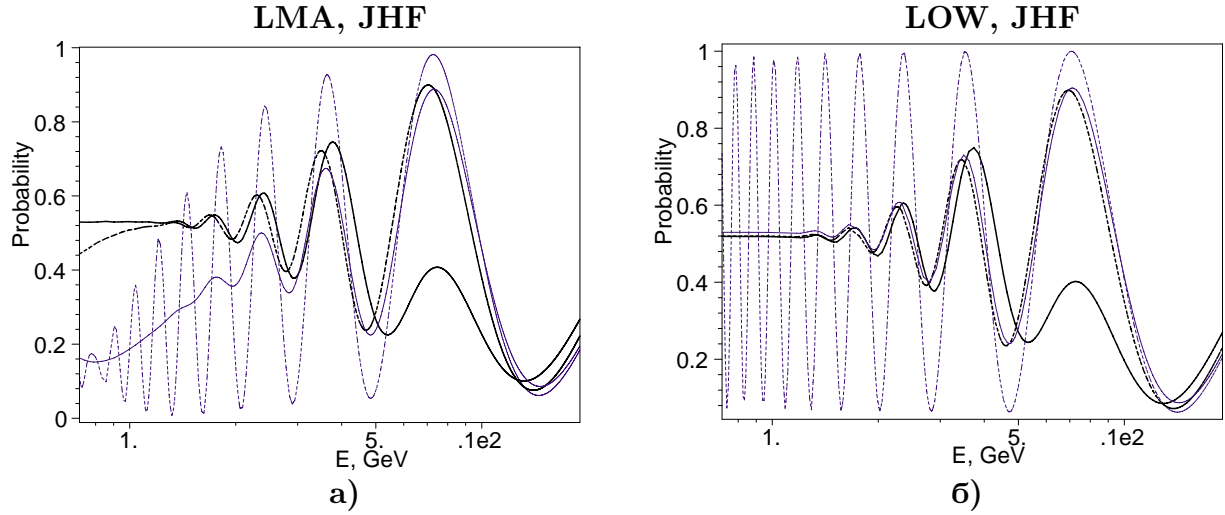 LMA, JHF
1
0.8
0.6
0.4
0.2
0
Probability
1.
5.
.1e2
E, GeV
а)
LOW, JHF
1
0.8
0.6
0.4
0.2
Probability
1.
5.
.1e2
E, GeV
б)